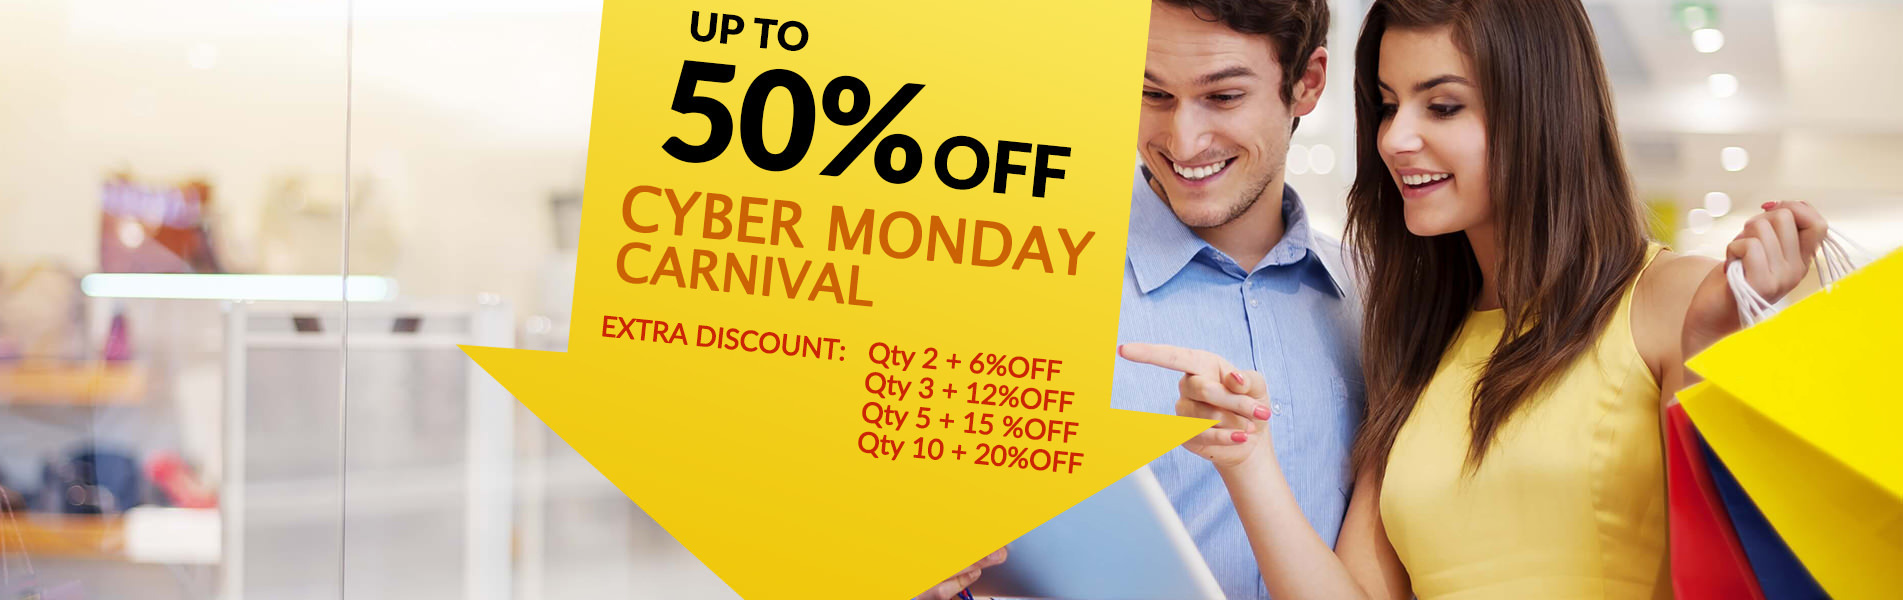 UP TO
50% OFF
CYBER MONDAY
CARNIVAL
EXTRA DISCOUNT: Qty 2 + 6%OFF
Qty 3 + 12%OFF
Qty 5 + 15 %OFF
Qty 10 + 20%OFF